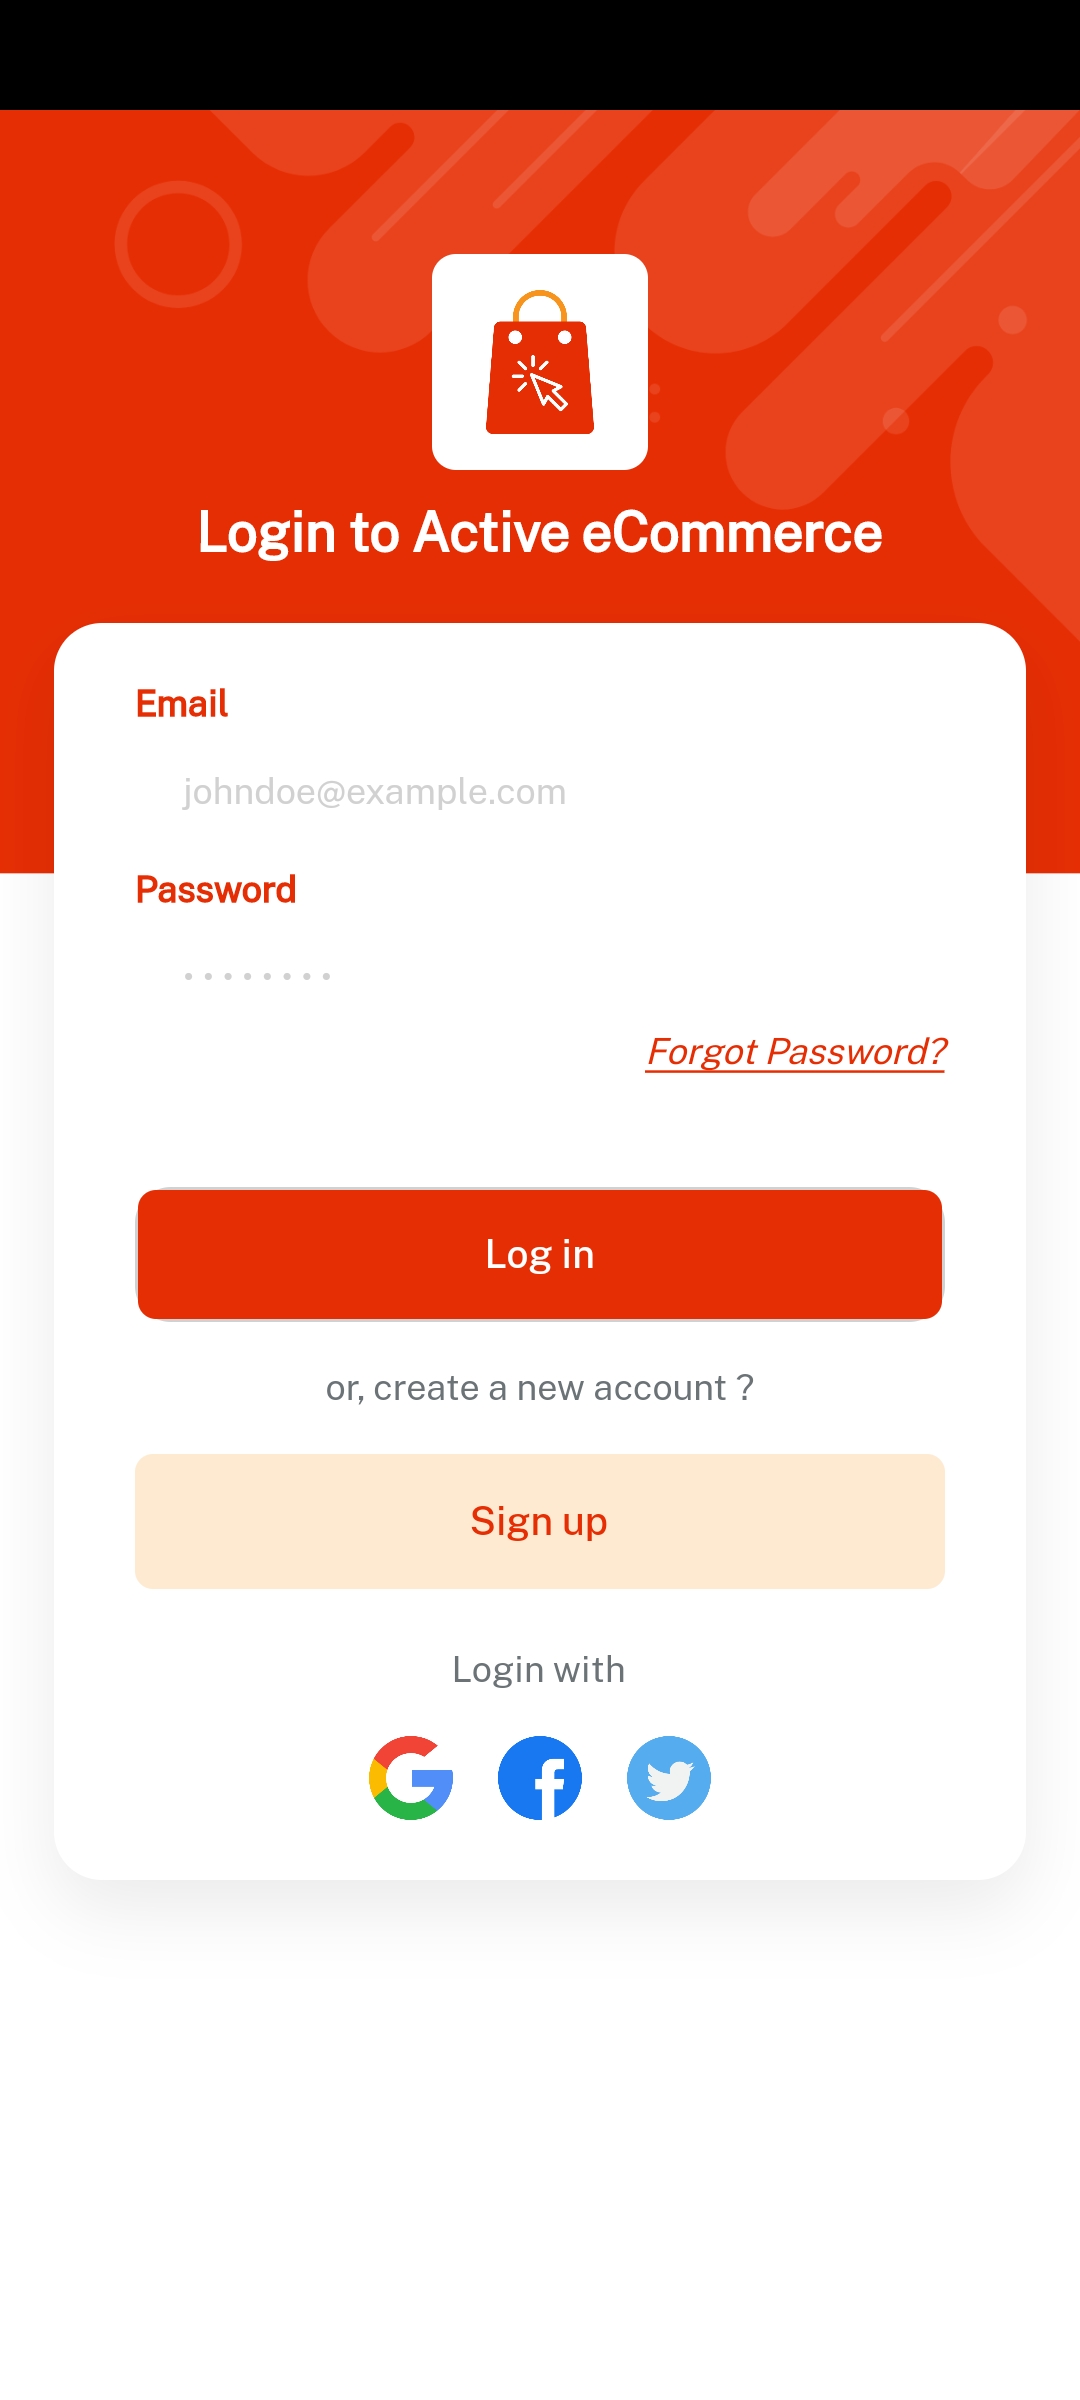 Login to Active eCommerce
Email
johndoe@example.com
Password
• • • • • • • •
Forgot Password?
Log in
or, create a new account ?
Sign up
Login with